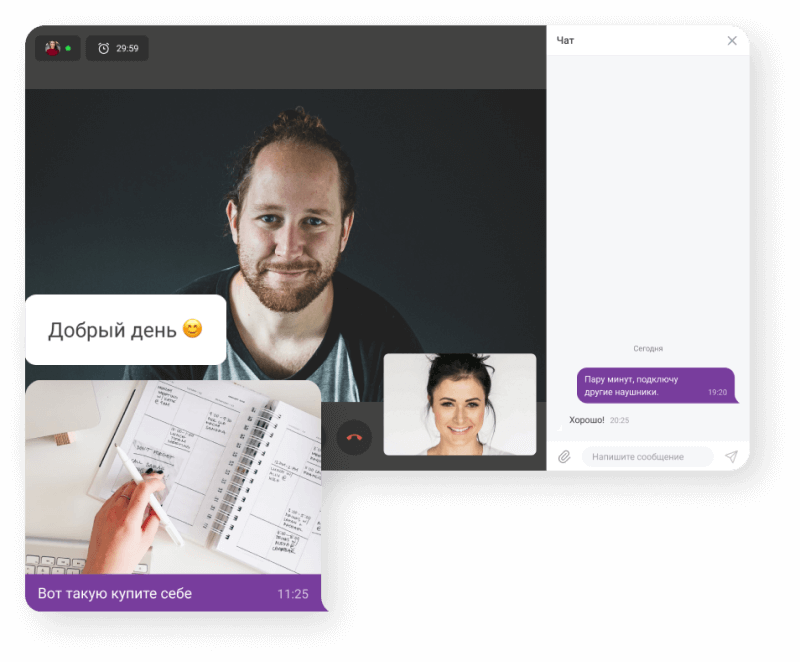 29:59
Чат
Добрый день 😊
Сегодня
Пару минут, подключу
другие наушники.
19:20
Хорошо! 20:25
Напишите сообщение
Вот такую купите себе
11:25